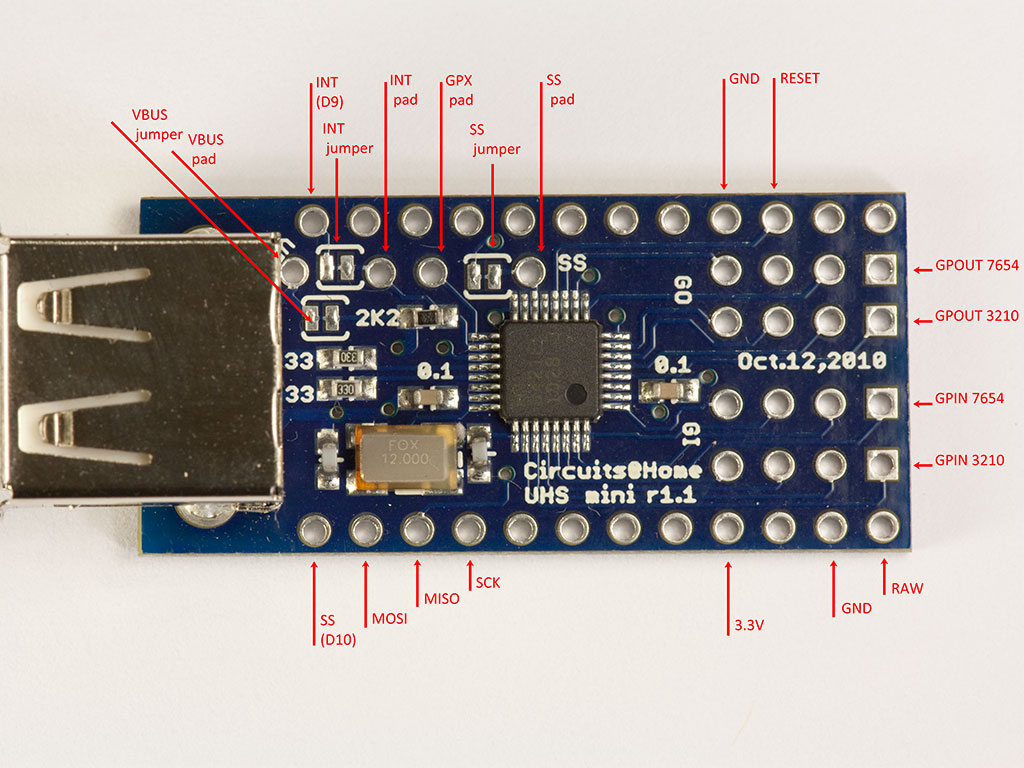 INT
(D9)
INT
pad
GPX
pad
SS
pad
GND
RESET
VBUS
jumper
VBUS
pad
INT
jumper
SS
jumper
SS
GO
GPOUT 7654
2K2
GPOUT 3210
33
330
0.1
0.1
Oct.12,2010
33
330
GPIN 7654
GI
FOX
12.000
Circuits@Home
UHS mini r1.1
GPIN 3210
SS
(D10)
MOSI
MISO
SCK
3.3V
GND
RAW